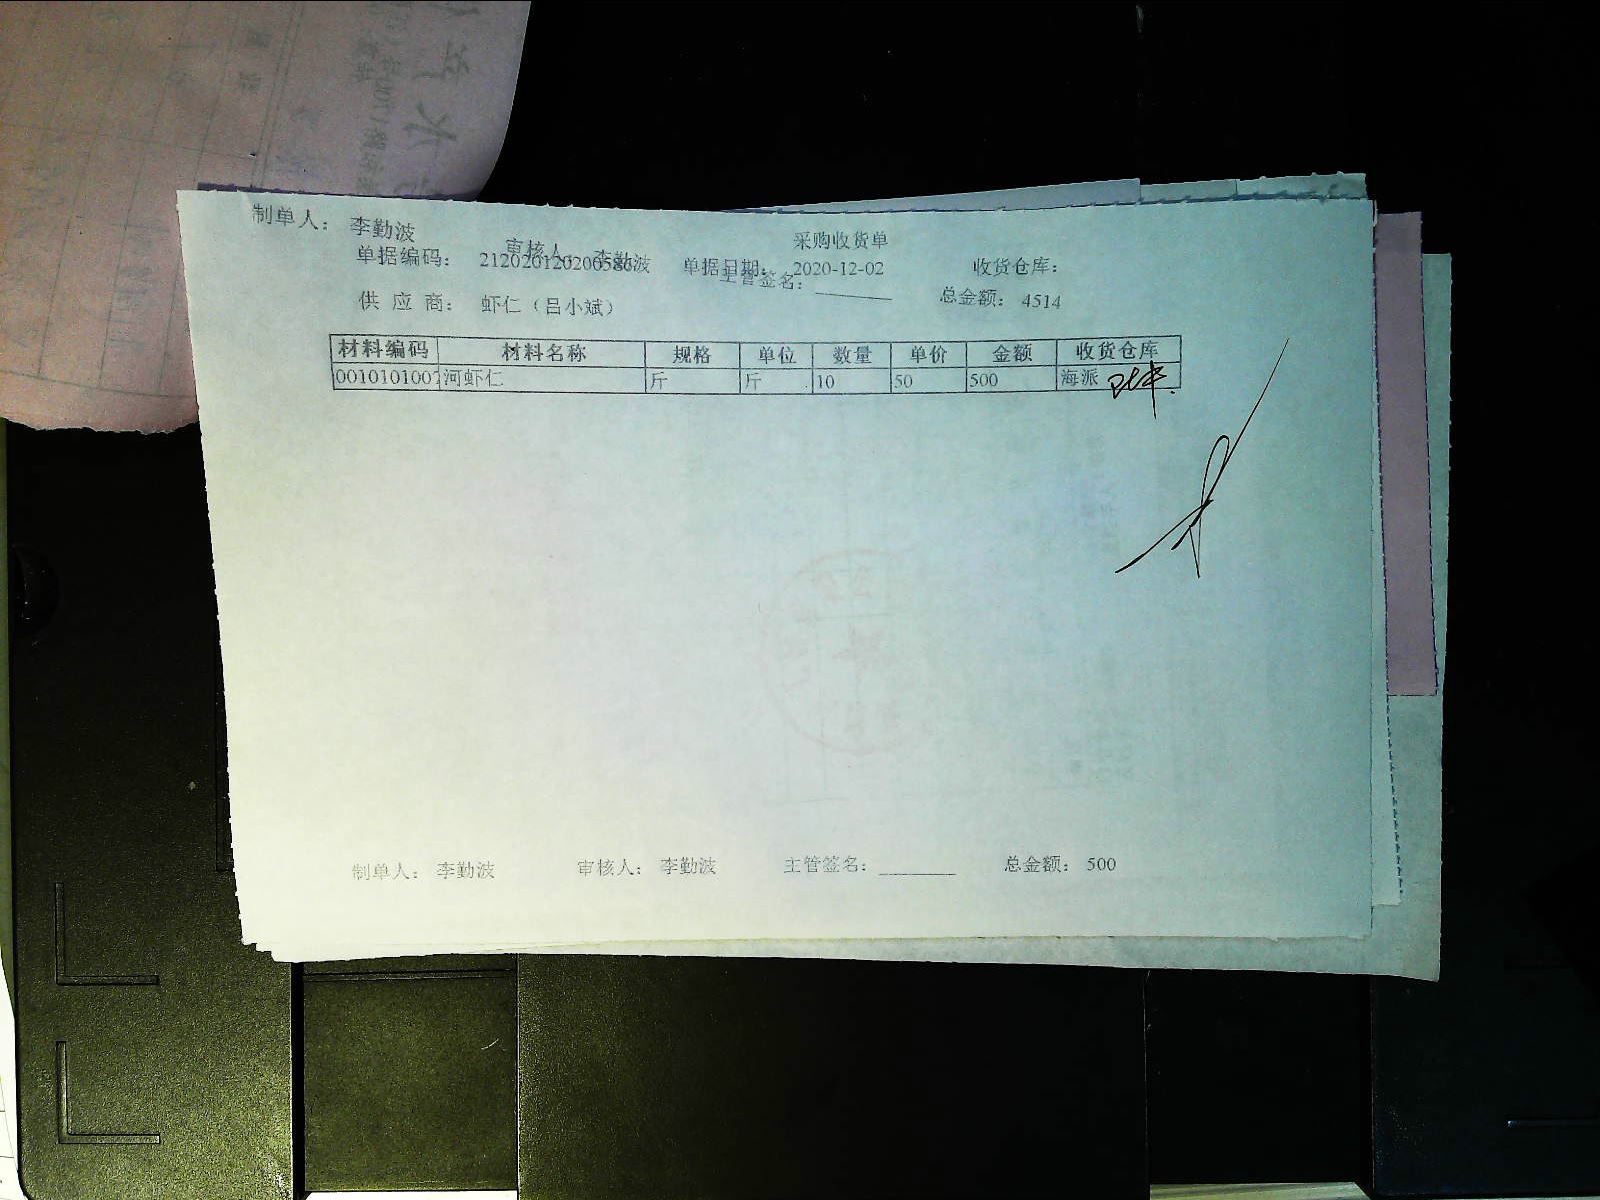 制单人： 李勤波
审核人： 李勤波
主管签名：________
总金额： 4514
采购收货单
单据编码： 单据日期： 2020-12-02 收货仓库：
供 应 商： 虾仁（吕小斌）
材料编码 材料名称 规格 单位 数量 单价 金额 收货仓库
0010101007 河虾仁 斤 斤 10 50 500 海派
制单人： 李勤波 审核人： 李勤波 主管签名：________ 总金额： 500